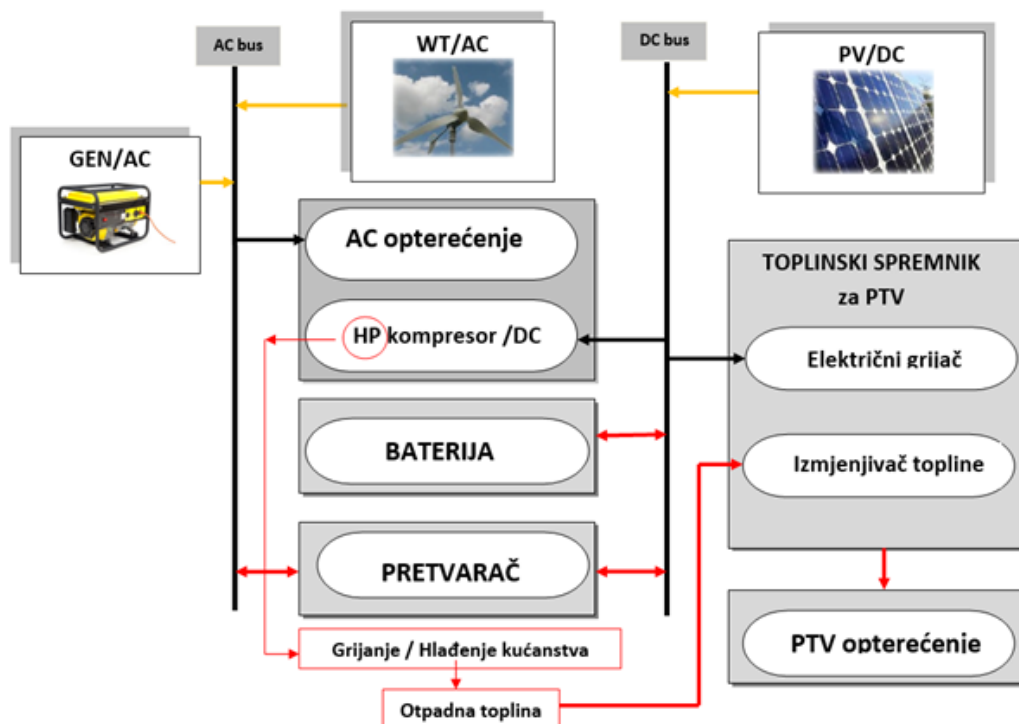 AC bus
WT/AC
DC bus
PV/DC
GEN/AC
AC opterećenje
HP kompresor /DC
TOPLINSKI SPREMNIK
za PTV
Električni grijač
BATERIJA
Izmjenjivač topline
PRETVARAČ
PTV opterećenje
Grijanje / Hlađenje kućanstva
Otpadna toplina